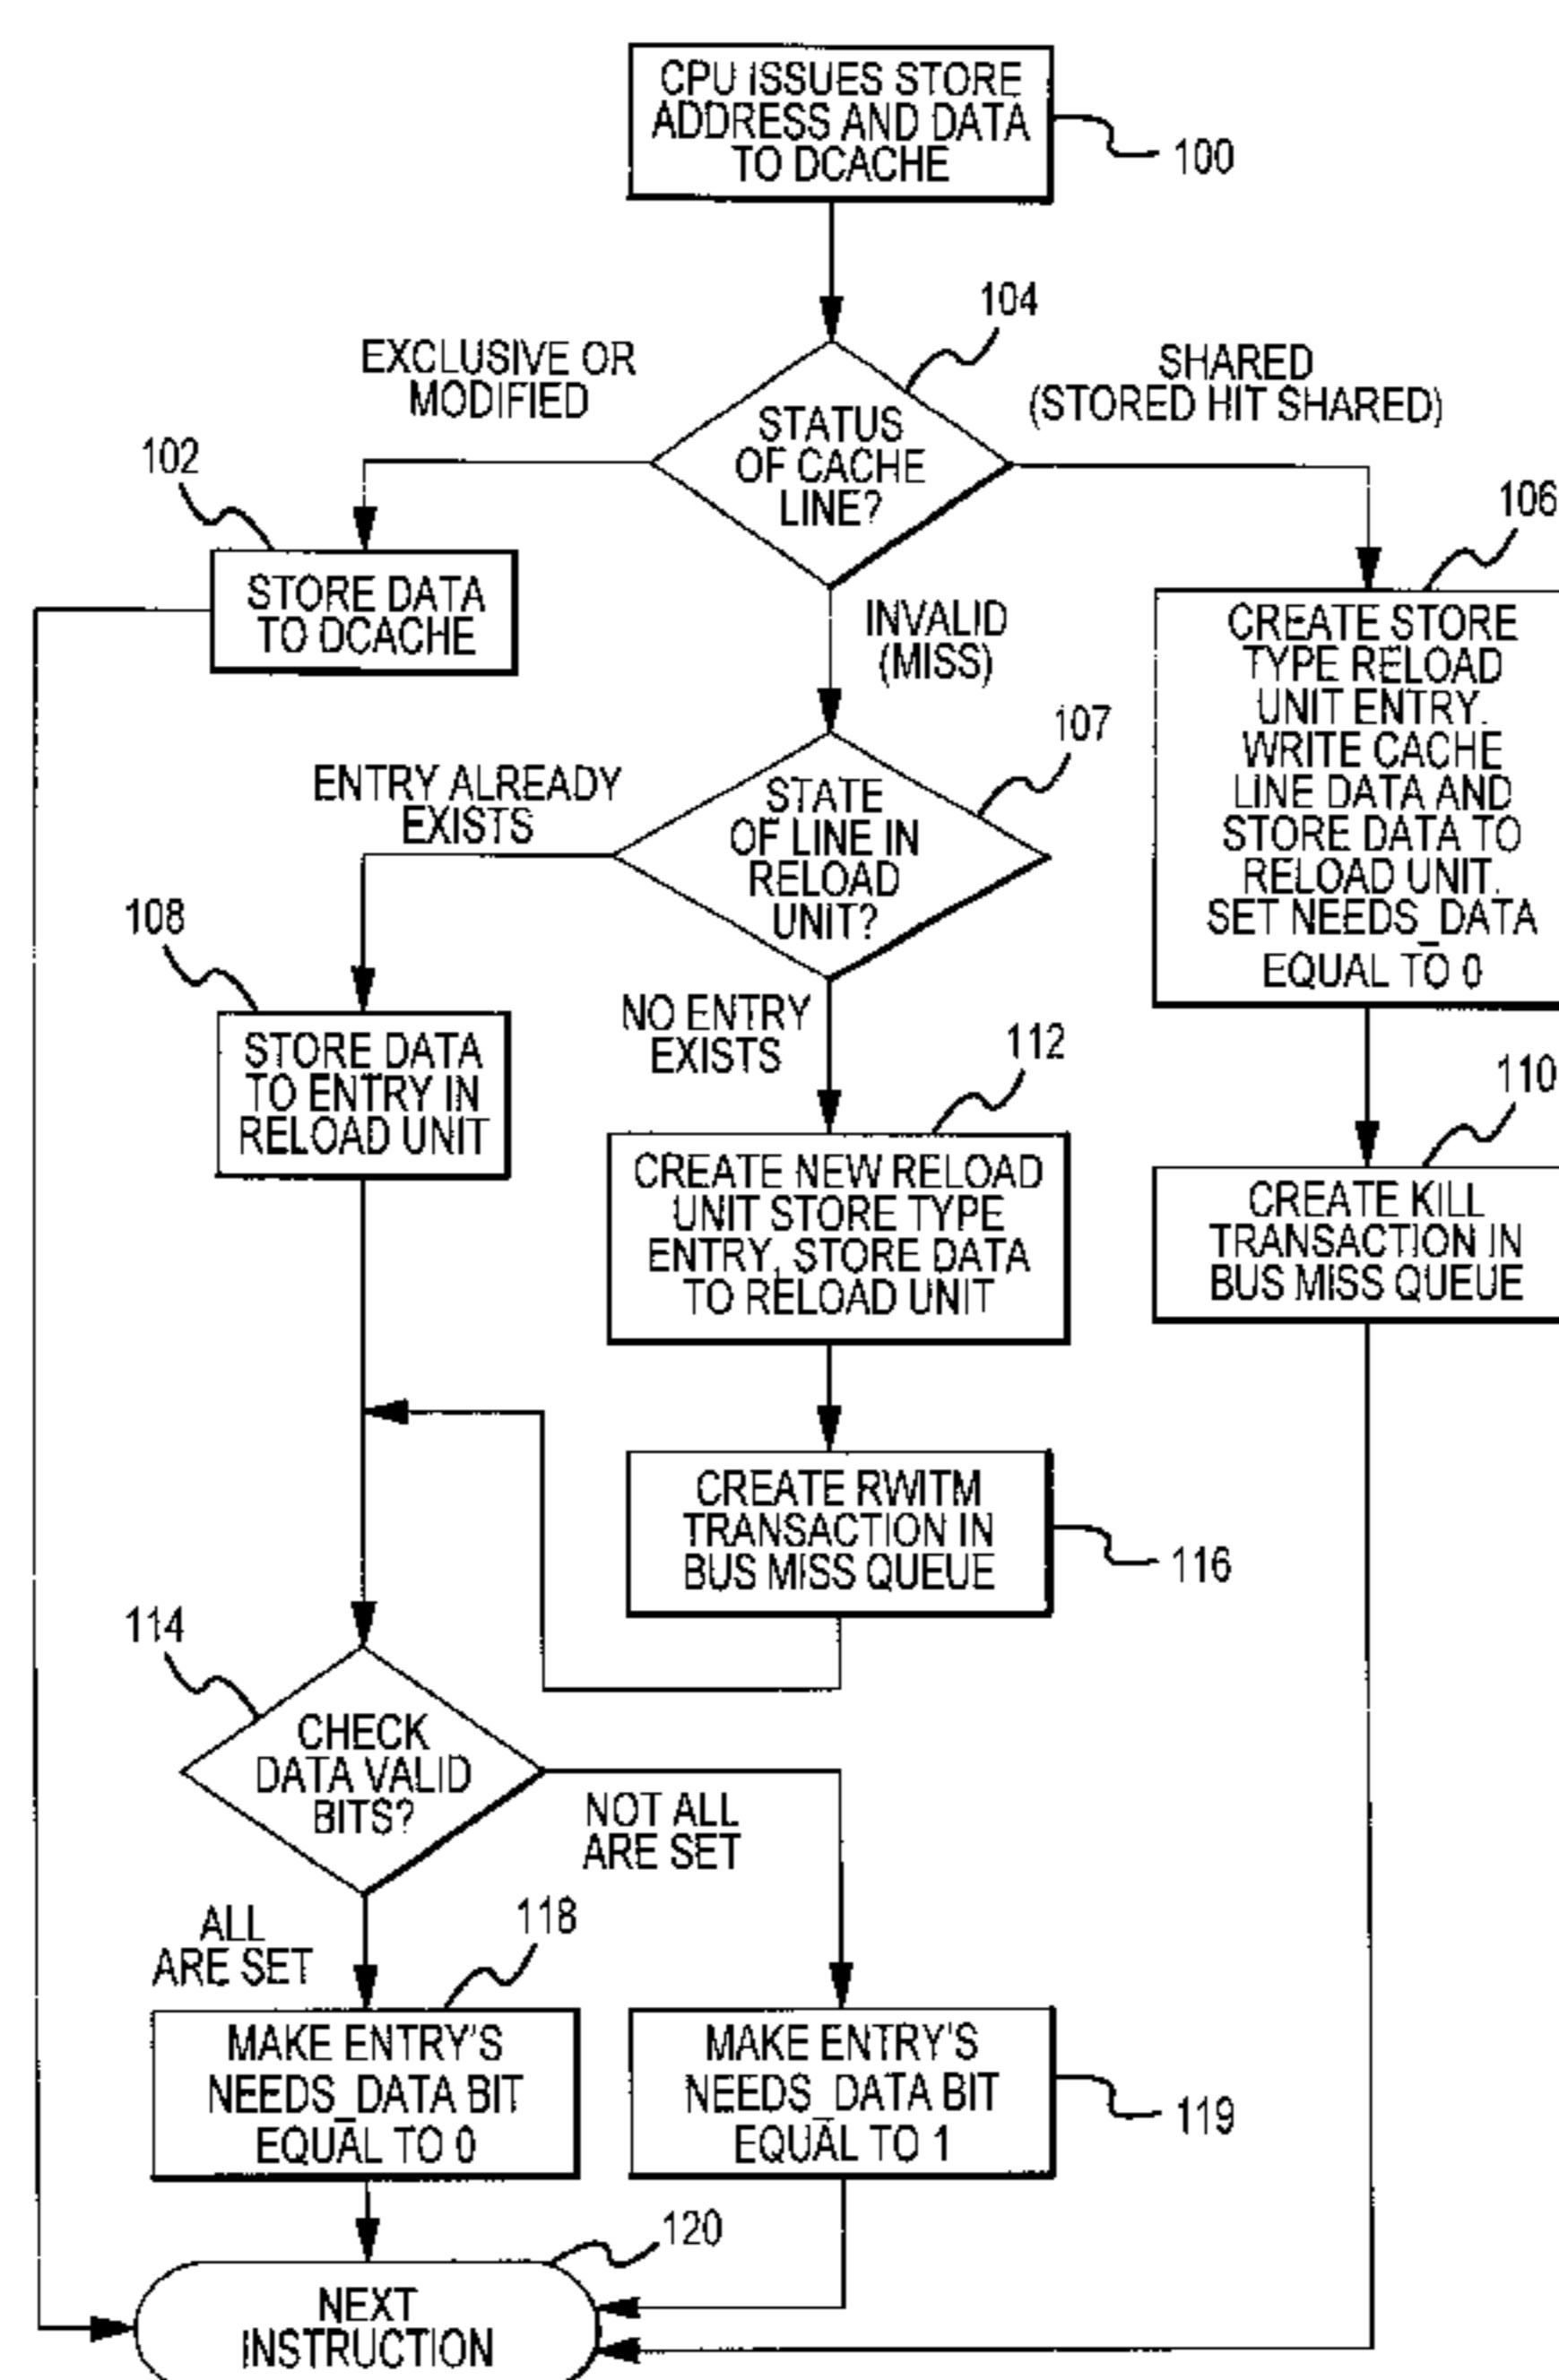 CPU ISSUES STORE
ADDRESS AND DATA
TO DCACHE
100
104
EXCLUSIVE OR
MODIFIED
SHARED
(STORED HIT SHARED)
STATUS
OF CACHE
LINE?
102
STORE DATA
TO DCACHE
106
CREATE STORE
TYPE RELOAD
UNIT ENTRY.
WRITE CACHE
LINE DATA AND
STORE DATA TO
RELOAD UNIT.
SET NEEDS_DATA
EQUAL TO 0
INVALID
(MISS)
107
ENTRY ALREADY
EXISTS
STATE
OF LINE IN
RELOAD
UNIT?
108
STORE DATA
TO ENTRY IN
RELOAD UNIT
NO ENTRY
EXISTS
112
CREATE NEW RELOAD
UNIT STORE TYPE
ENTRY, STORE DATA
TO RELOAD UNIT
110
CREATE KILL
TRANSACTION IN
BUS MISS QUEUE
CREATE RWITM
TRANSACTION IN
BUS MISS QUEUE
116
114
CHECK
DATA VALID
BITS?
NOT ALL
ARE SET
ALL
ARE SET
118
MAKE ENTRY'S
NEEDS_DATA BIT
EQUAL TO 0
MAKE ENTRY'S
NEEDS_DATA BIT
EQUAL TO 1
119
120
NEXT
INSTRUCTION